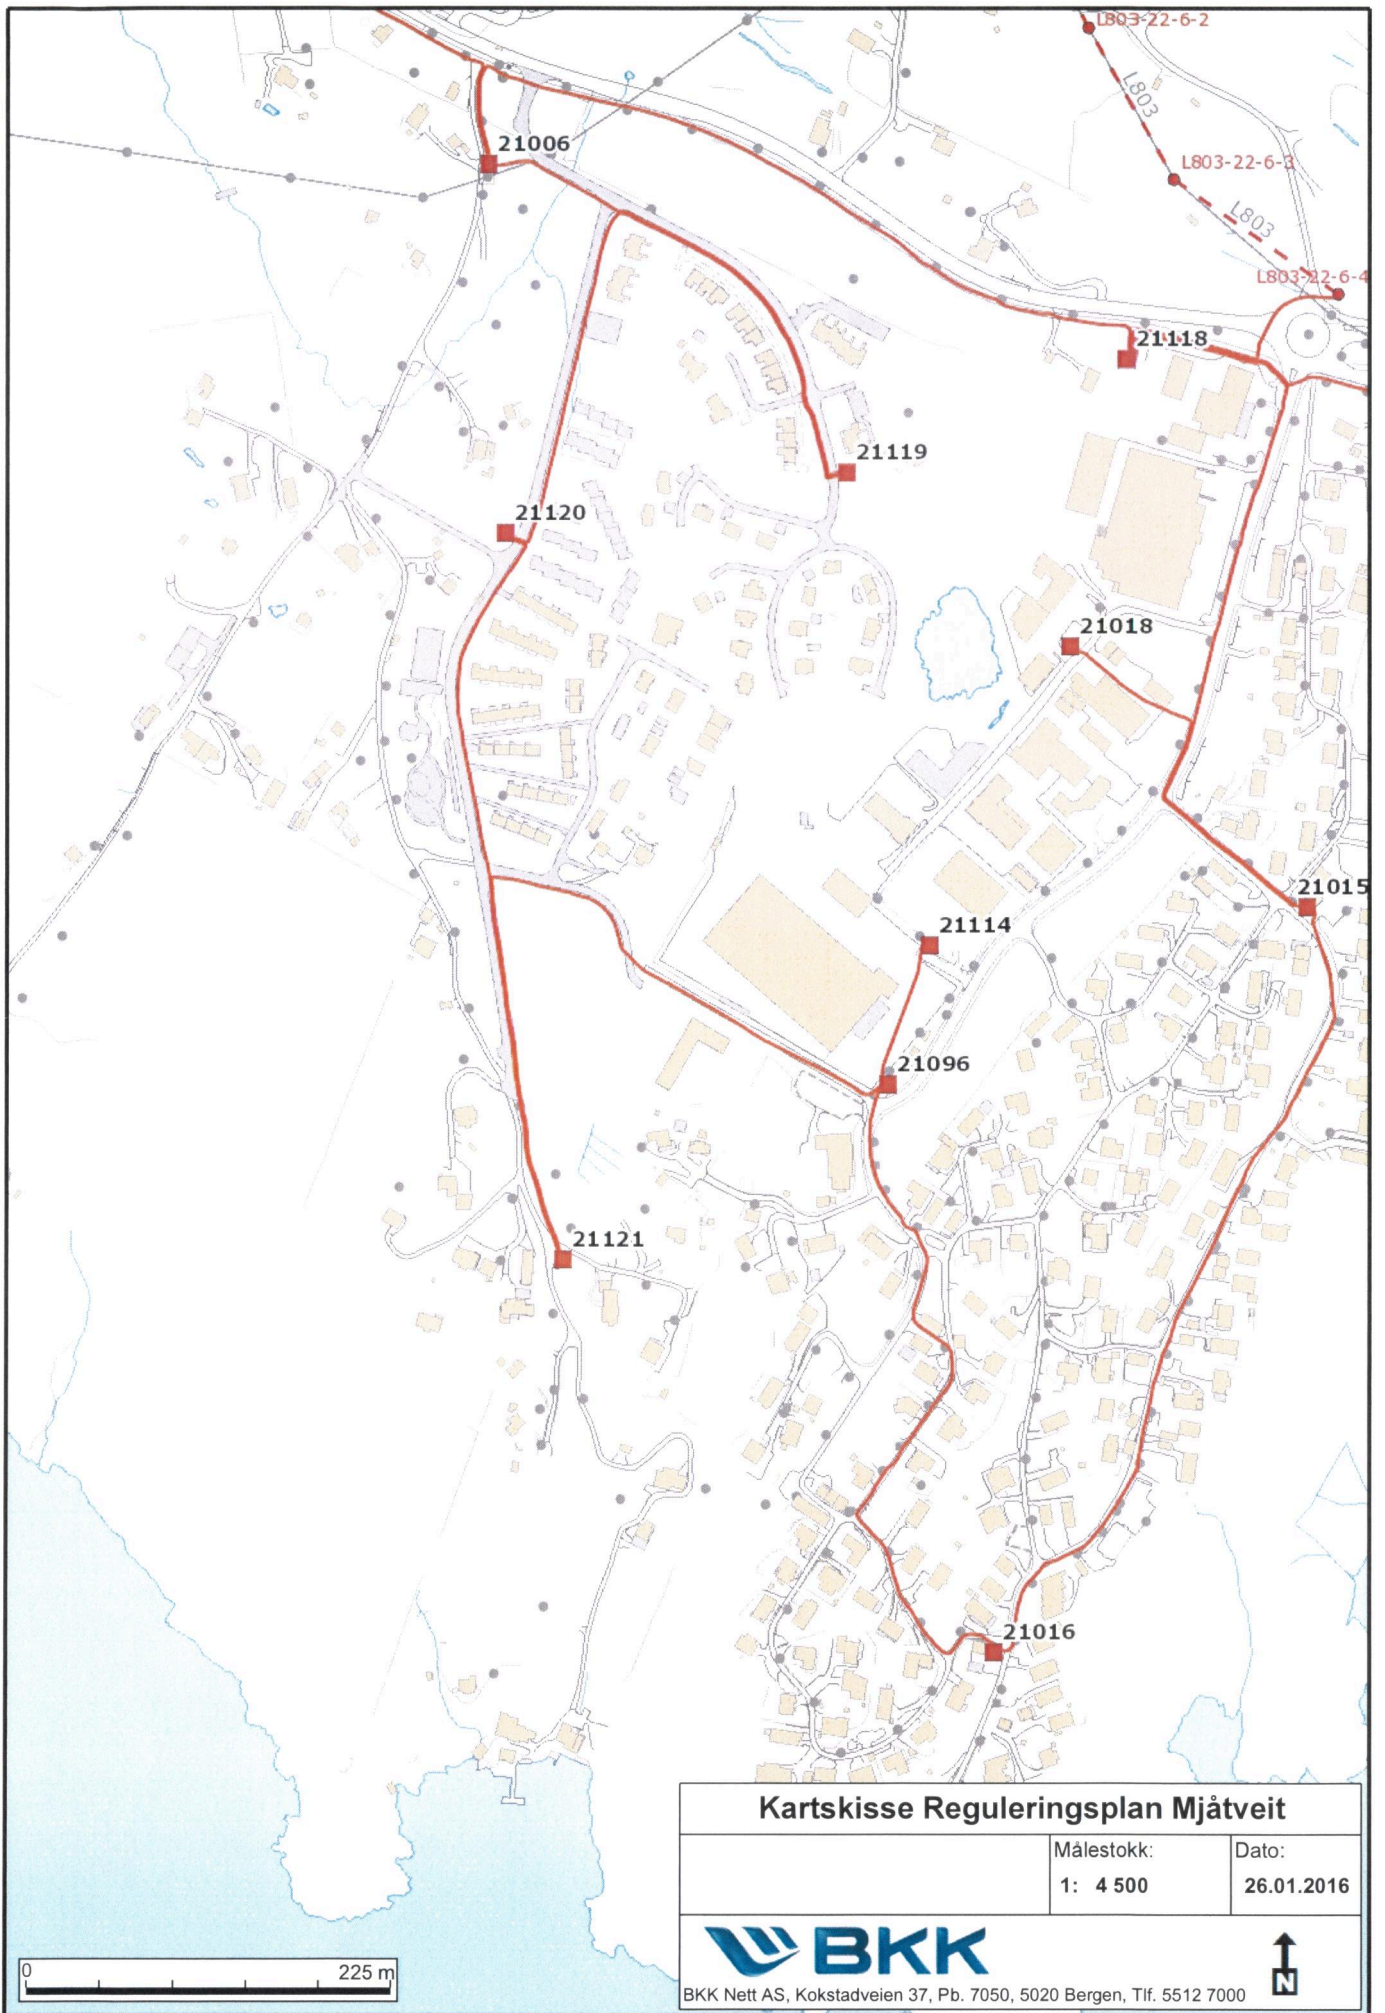 L803-22-6-2
L803
21006
L803-22-6-3
L803
L803-22-6-4
21118
21119
21120
21018
21015
21114
21096
21121
21016
Kartskisse Reguleringsplan Mjåtveit
Målestokk:
Dato:
1: 4 500
26.01.2016
BKK
N
0
225 m
BKK Nett AS, Kokstadveien 37, Pb. 7050, 5020 Bergen, Tlf. 5512 7000